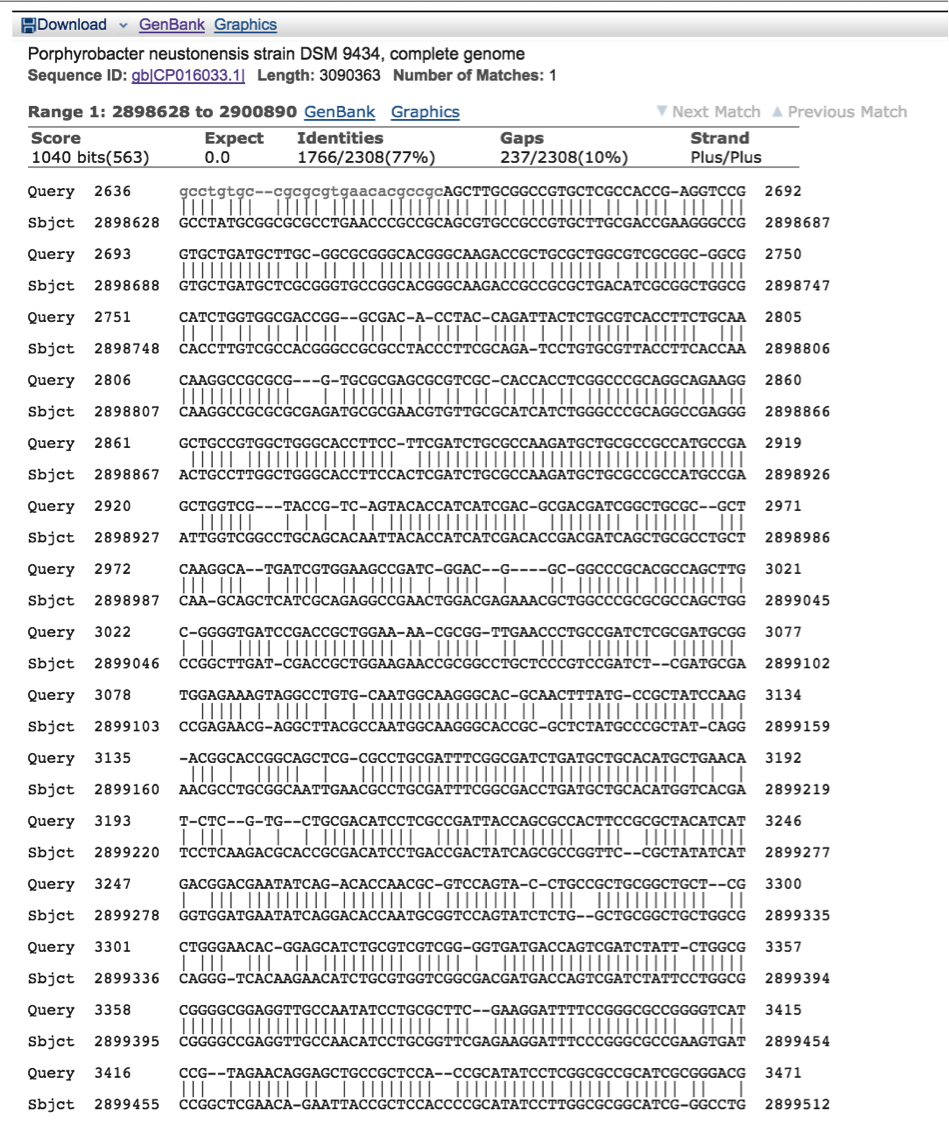 Download GenBank Graphics
Porphyrobacter neustonensis strain DSM 9434, complete genome
Sequence ID: gb|CP016033.1| Length: 3090363 Number of Matches: 1
Range 1: 2898628 to 2900890 GenBank Graphics Next Match Previous Match
Score Expect Identities Gaps Strand
1040 bits(563) 0.0 1766/2308(77%) 237/2308(10%) Plus/Plus
Query 2636 gcctgtgc--cgcgcgtgaacacgccgcAGCTTGCGGCCGTGCTCGCCACCG-AGGTCCG 2692
Sbjct 2898628 GCCTATGCGGCGCGCCTGAACCCGCCGCAGCGTGCCGCCGTGCTTGCGACCGAAGGGCCG 2898687
Query 2693 GTGCTGATGCTTGC-GGCGCGGGCACGGGCAAGACCGCTGCGCTGGCGTCGCGGC-GGCG 2750
Sbjct 2898688 GTGCTGATGCTCGCGGGTGCCGGCACGGGCAAGACCGCCGCGCTGACATCGCGGCTGGCG 2898747
Query 2751 CATCTGGTGGCGACCGG--GCGAC-A-CCTAC-CAGATTACTCTGCGTCACCTTCTGCAA 2805
Sbjct 2898748 CACCTTGTCGCCACGGGCCGCGCCTACCCTTCGCAGA-TCCTGTGCGTTACCTTCACCAA 2898806
Query 2806 CAAGGCCGCGCG---G-TGCGCGAGCGCGTCGC-CACCACCTCGGCCCGCAGGCAGAAGG 2860
Sbjct 2898807 CAAGGCCGCGCGCGAGATGCGCGAACGTGTTGCGCATCATCTGGGCCCGCAGGCCGAGGG 2898866
Query 2861 GCTGCCGTGGCTGGGCACCTTCC-TTCGATCTGCGCCAAGATGCTGCGCCGCCATGCCGA 2919
Sbjct 2898867 ACTGCCTTGGCTGGGCACCTTCCACTCGATCTGCGCCAAGATGCTGCGCCGCCATGCCGA 2898926
Query 2920 GCTGGTCG---TACCG-TC-AGTACACCATCATCGAC-GCGACGATCGGCTGCGC--GCT 2971
Sbjct 2898927 ATTGGTCGGCCTGCAGCACAATTACACCATCATCGACACCGACGATCAGCTGCGCCTGCT 2898986
Query 2972 CAAGGCA--TGATCGTGGAAGCCGATC-GGAC--G----GC-GGCCCGCACGCCAGCTTG 3021
Sbjct 2898987 CAA-GCAGCTCATCGCAGAGGCCGAACTGGACGAGAAACGCTGGCCCGCGCGCCAGCTGG 2899045
Query 3022 C-GGGGTGATCCGACCGCTGGAA-AA-CGCGG-TTGAACCCTGCCGATCTCGCGATGCGG 3077
Sbjct 2899046 CCGGCTTGAT-CGACCGCTGGAAGAACCGCGGCCTGCTCCCGTCCGATCT--CGATGCGA 2899102
Query 3078 TGGAGAAAGTAGGCCTGTG-CAATGGCAAGGGCAC-GCAACTTTATG-CCGCTATCCAAG 3134
Sbjct 2899103 CCGAGAACG-AGGCTTACGCCAATGGCAAGGGCACCGC-GCTCTATGCCCGCTAT-CAGG 2899159
Query 3135 -ACGGCACCGGCAGCTCG-CGCCTGCGATTTCGGCGATCTGATGCTGCACATGCTGAACA 3192
Sbjct 2899160 AACGCCTGCGGCAATTGAACGCCTGCGATTTCGGCGACCTGATGCTGCACATGGTCACGA 2899219
Query 3193 T-CTC--G-TG--CTGCGACATCCTCGCCGATTACCAGCGCCACTTCCGCGCTACATCAT 3246
Sbjct 2899220 TCCTCAAGACGCACCGCGACATCCTGACCGACTATCAGCGCCGGTTC--CGCTATATCAT 2899277
Query 3247 GACGGACGAATATCAG-ACACCAACGC-GTCCAGTA-C-CTGCCGCTGCGGCTGCT--CG 3300
Sbjct 2899278 GGTGGATGAATATCAGGACACCAATGCGGTCCAGTATCTCTG--GCTGCGGCTGCTGGCG 2899335
Query 3301 CTGGGAACAC-GGAGCATCTGCGTCGTCGG-GGTGATGACCAGTCGATCTATT-CTGGCG 3357
Sbjct 2899336 CAGGG-TCACAAGAACATCTGCGTGGTCGGCGACGATGACCAGTCGATCTATTCCTGGCG 2899394
Query 3358 CGGGGCGGAGGTTGCCAATATCCTGCGCTTC--GAAGGATTTTCCGGGCGCCGGGGTCAT 3415
Sbjct 2899395 CGGGGCCGAGGTTGCCAACATCCTGCGGTTCGAGAAGGATTTCCCGGGCGCCGAAGTGAT 2899454
Query 3416 CCG--TAGAACAGGAGCTGCCGCTCCA--CCGCATATCCTCGGCGCCGCATCGCGGGACG 3471
Sbjct 2899455 CCGGCTCGAACA-GAATTACCGCTCCACCCCGCATATCCTTGGCGCGGCATCG-GGCCTG 2899512